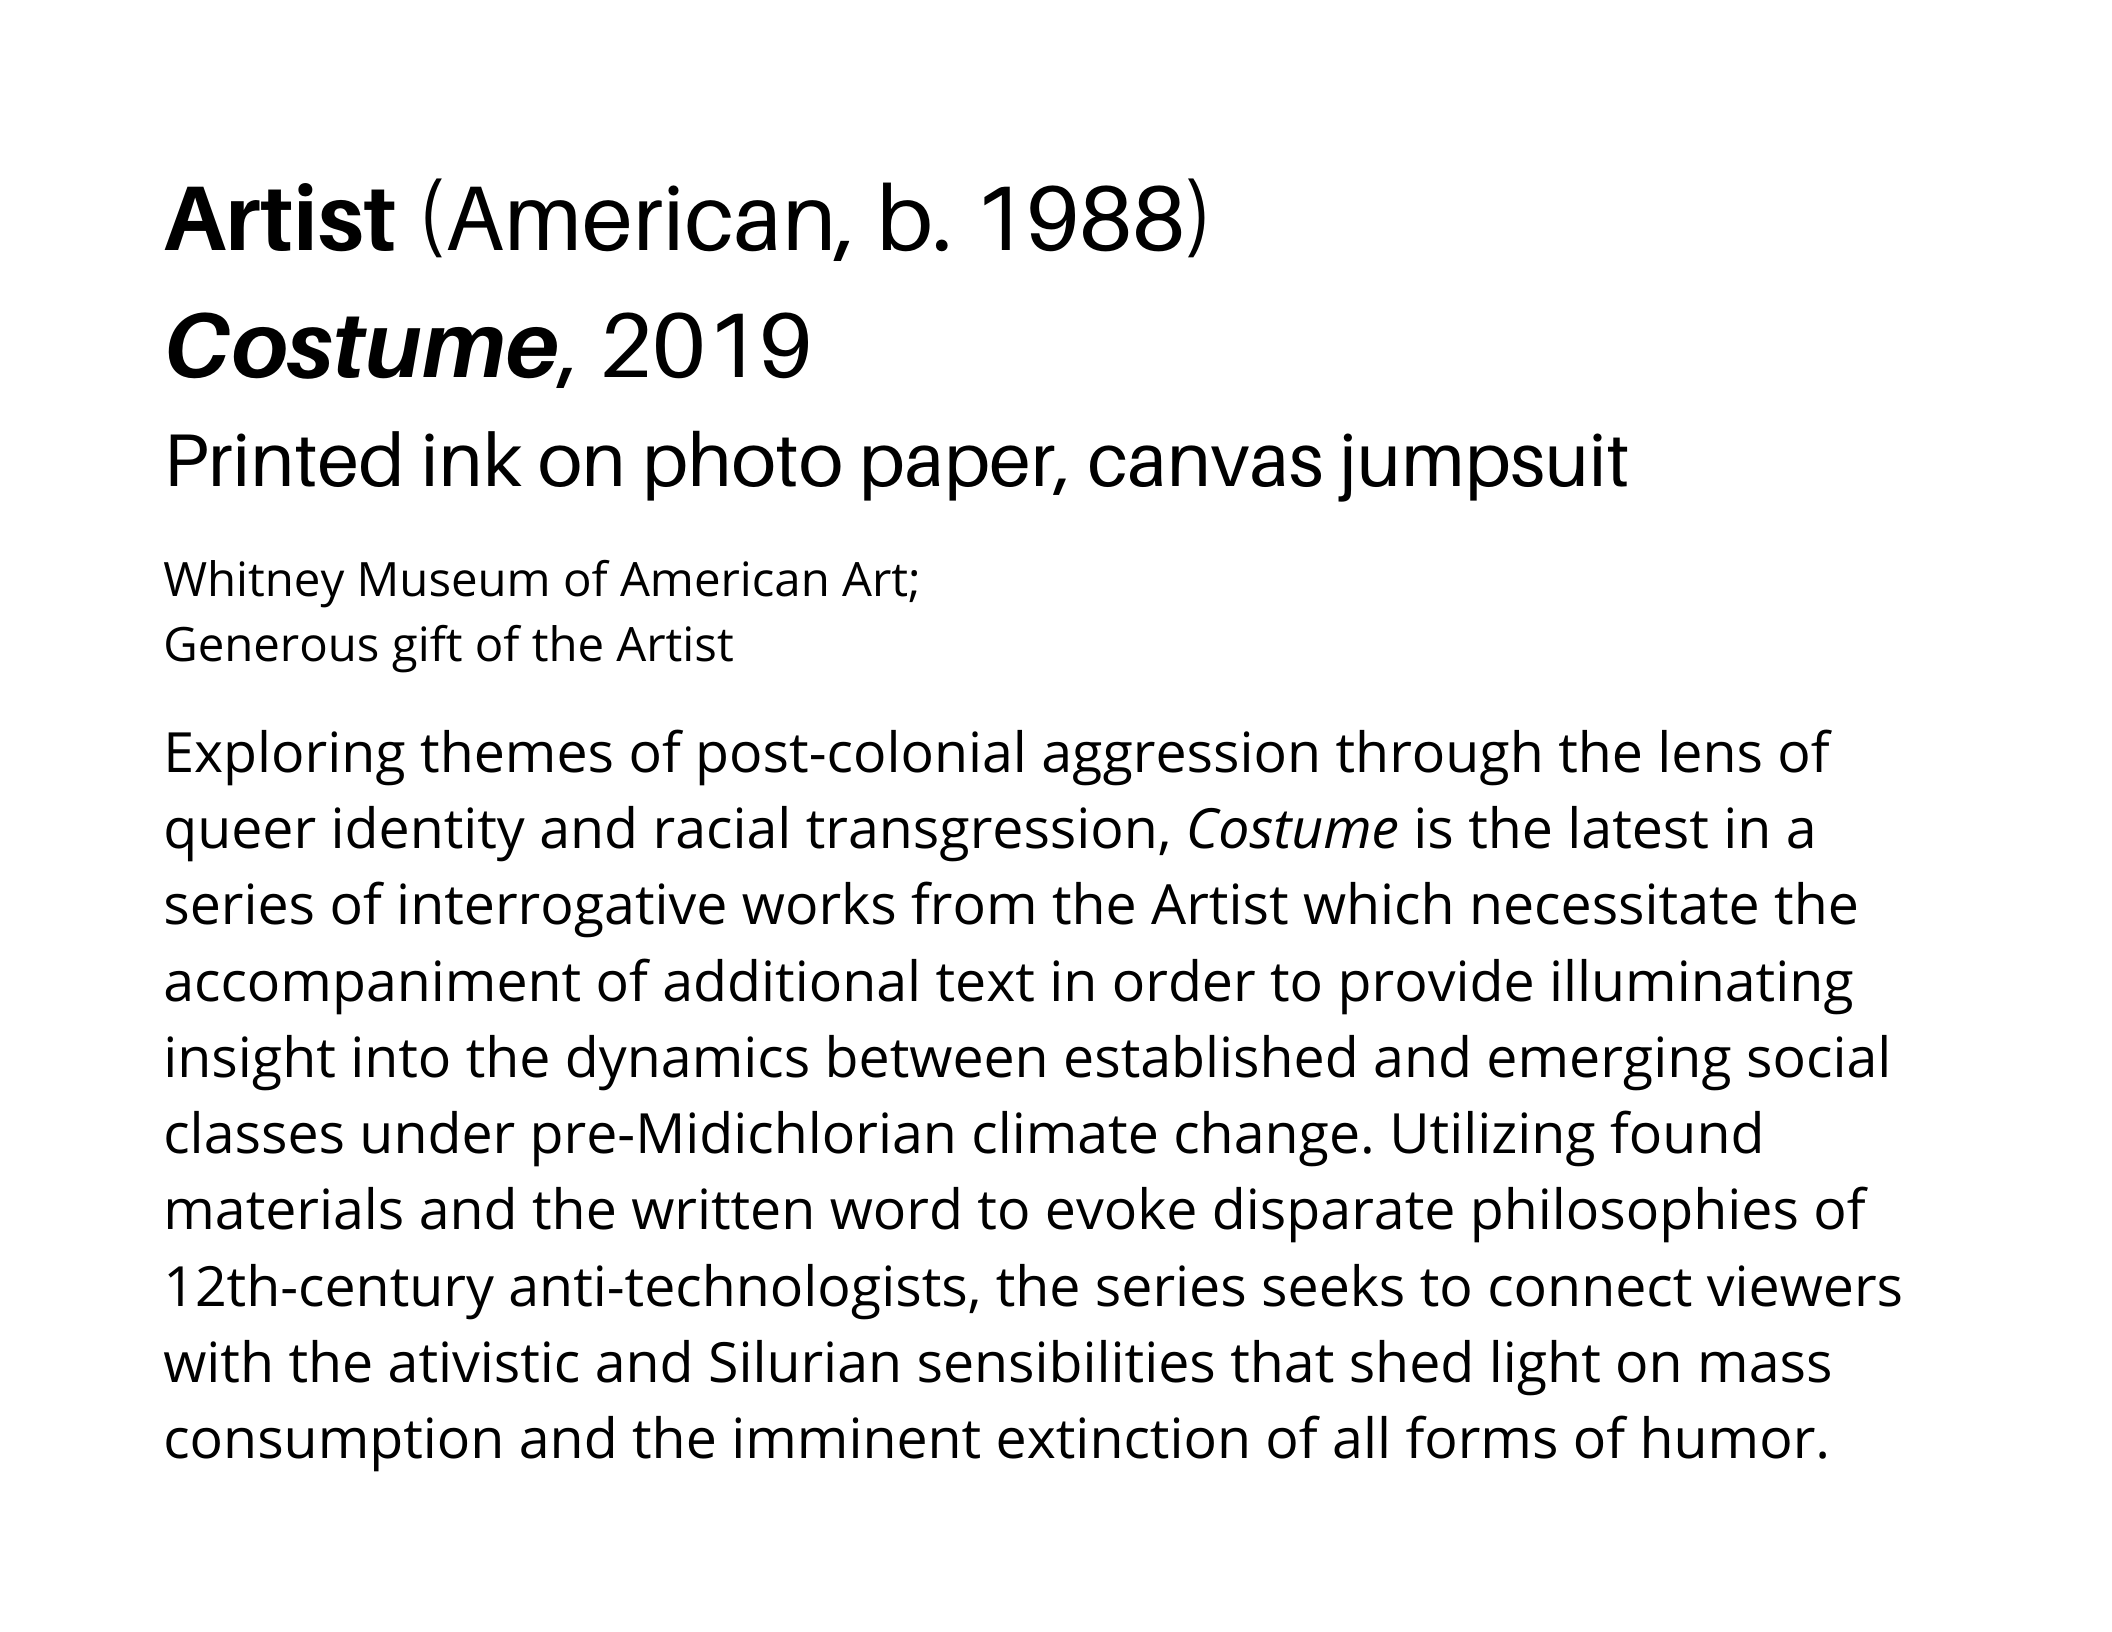 Artist (American, b. 1988)
Costume, 2019
Printed ink on photo paper, canvas jumpsuit
Whitney Museum of American Art;
Generous gift of the Artist
Exploring themes of post-colonial aggression through the lens of
queer identity and racial transgression, Costume is the latest in a
series of interrogative works from the Artist which necessitate the
accompaniment of additional text in order to provide illuminating
insight into the dynamics between established and emerging social
classes under pre-Midichlorian climate change. Utilizing found
materials and the written word to evoke disparate philosophies of
12th-century anti-technologists, the series seeks to connect viewers
with the ativistic and Silurian sensibilities that shed light on mass
consumption and the imminent extinction of all forms of humor.